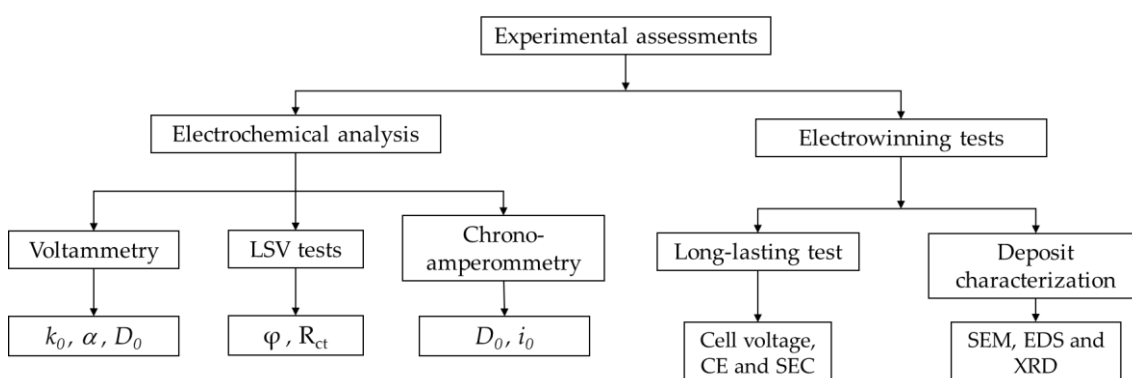 Experimental assessments
Electrochemical analysis
Electrowinning tests
Voltammetry
LSV tests
Chrono-
amperommetry
Long-lasting test
Deposit
characterization
k₀, α, D₀
φ, R_ct
D₀, i₀
Cell voltage,
CE and SEC
SEM, EDS and
XRD